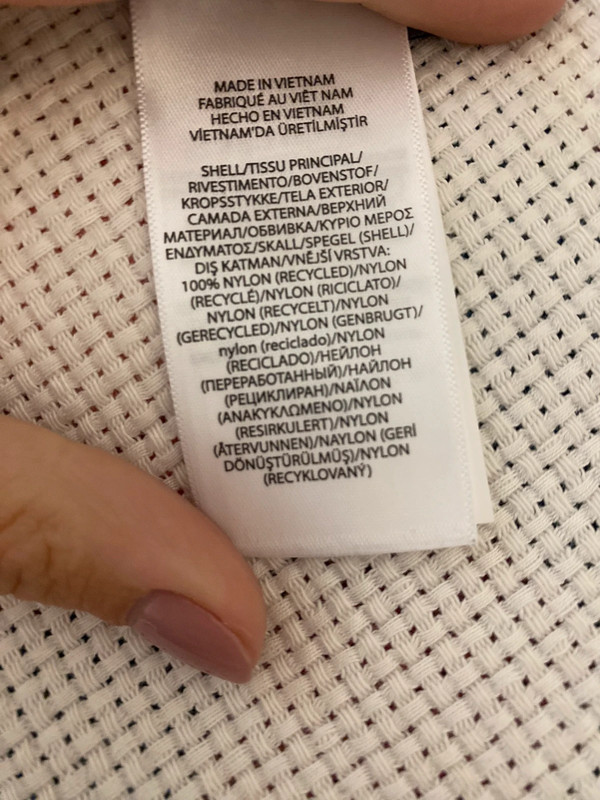 MADE IN VIETNAM
FABRIQUÉ AU VIÊT NAM
HECHO EN VIETNAM
VİETNAM'DA ÜRETİLMİŞTİR
SHELL/TISSU PRINCIPAL/
RIVESTIMENTO/BOVENSTOF/
KROPSSTYKKE/TELA EXTERIOR/
CAMADA EXTERNA/ВЕРХНИЙ
МАТЕРИАЛ/ОБВИВКА/ΚΥΡΙΟ ΜΕΡΟΣ
ΕΝΔΥΜΑΤΟΣ/SKALL/SPEGEL (SHELL)/
DIŞ KATMAN/VNĚJŠÍ VRSTVA:
100% NYLON (RECYCLED)/NYLON
(RECYCLÉ)/NYLON (RICICLATO)/
NYLON (RECYCELT)/NYLON
(GERECYCLED)/NYLON (GENBRUGT)/
nylon (reciclado)/NYLON
(RECICLADO)/НЕЙЛОН
(ПЕРЕРАБОТАННЫЙ)/НАЙЛОН
(РЕЦИКЛИРАН)/ΝΑΪΛΟΝ
(ΑΝΑΚΥΚΛΩΜΕΝΟ)/NYLON
(RESIRKULERT)/NYLON
(ÅTERVUNNEN)/NAYLON (GERİ
DÖNÜŞTÜRÜLMÜŞ)/NYLON
(RECYKLOVANÝ)